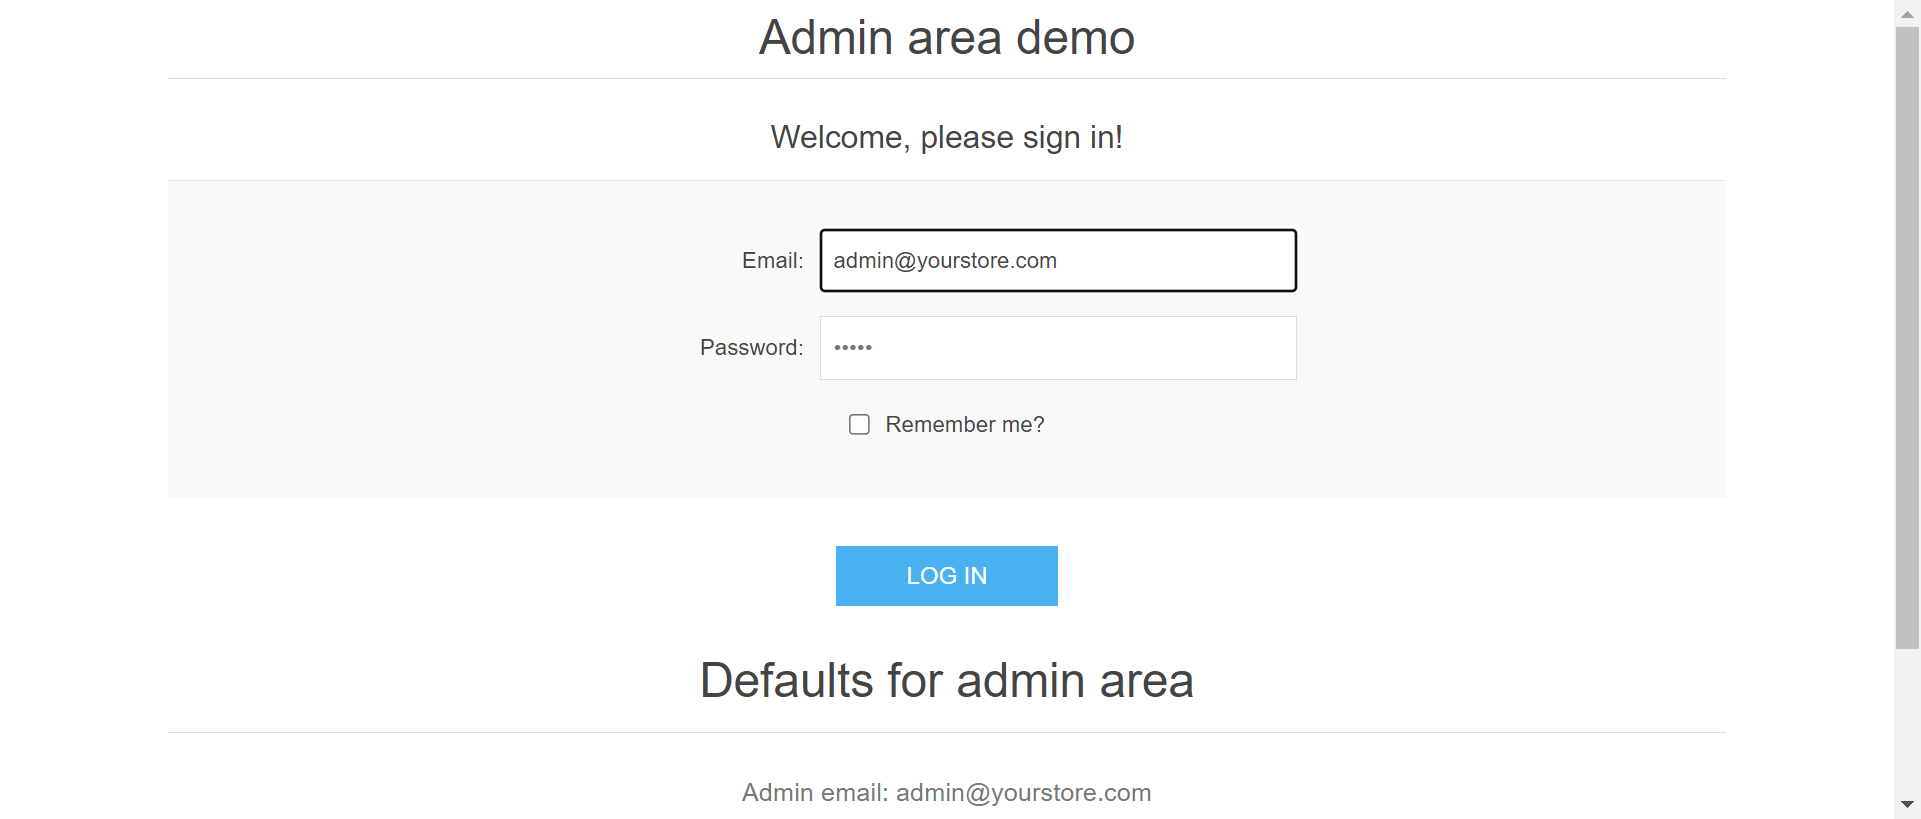 Admin area demo
Welcome, please sign in!
Email: admin@yourstore.com
Password: •••••
Remember me?
LOG IN
Defaults for admin area
Admin email: admin@yourstore.com